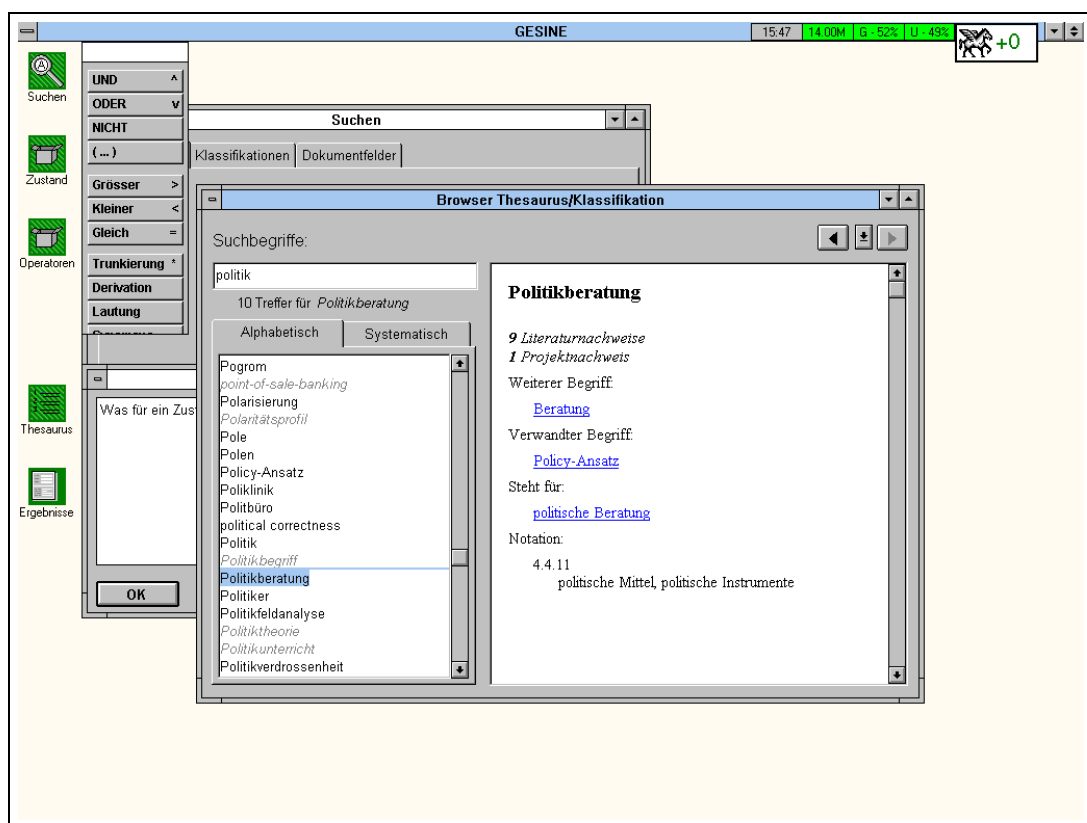 GESINE
15:47
14.00M
G - 52%
U - 49%
+0
Suchen
Zustand
Operatoren
Thesaurus
Ergebnisse
UND ^
ODER v
NICHT
(...)
Grösser >
Kleiner <
Gleich =
Trunkierung *
Derivation
Lautung
Suchen
Klassifikationen
Dokumentfelder
Was für ein Zus
OK
Browser Thesaurus/Klassifikation
Suchbegriffe:
politik
10 Treffer für Politikberatung
Alphabetisch
Systematisch
Pogrom
point-of-sale-banking
Polarisierung
Polaritätsprofil
Pole
Polen
Policy-Ansatz
Poliklinik
Politbüro
political correctness
Politik
Politikbegriff
Politikberatung
Politiker
Politikfeldanalyse
Politiktheorie
Politikunterricht
Politikverdrossenheit
Politikberatung
9 Literaturnachweise
1 Projektnachweis
Weiterer Begriff:
Beratung
Verwandter Begriff:
Policy-Ansatz
Steht für:
politische Beratung
Notation:
4.4.11
politische Mittel, politische Instrumente